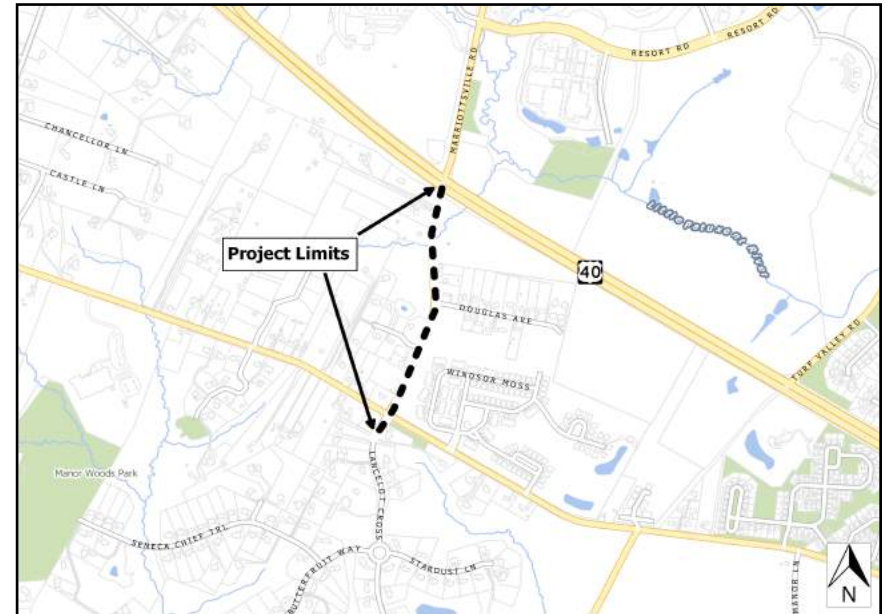 RESORT RD
RESORT RD
MARRIOTTSVILLE RD
CHANCELLOR LN
CASTLE LN
Little Patuxent River
Project Limits
40
DOUGLAS AVE
TURF VALLEY RD
WINDSOR MOSS
Manor Woods Park
LANCELOT CROSS
SENECA CHIEF TRL
BUTTERFRUIT WAY
STARDUST LN
MANOR LN
N